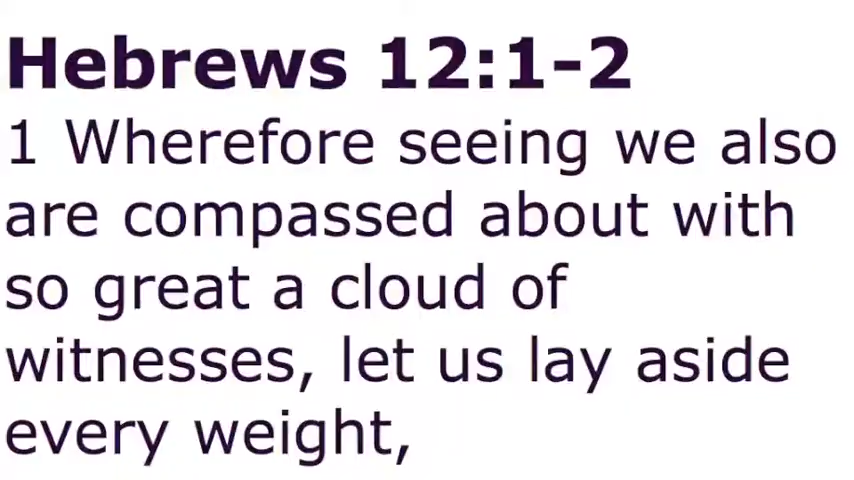 Hebrews 12:1-2
1 Wherefore seeing we also
are compassed about with
so great a cloud of
witnesses, let us lay aside
every weight,